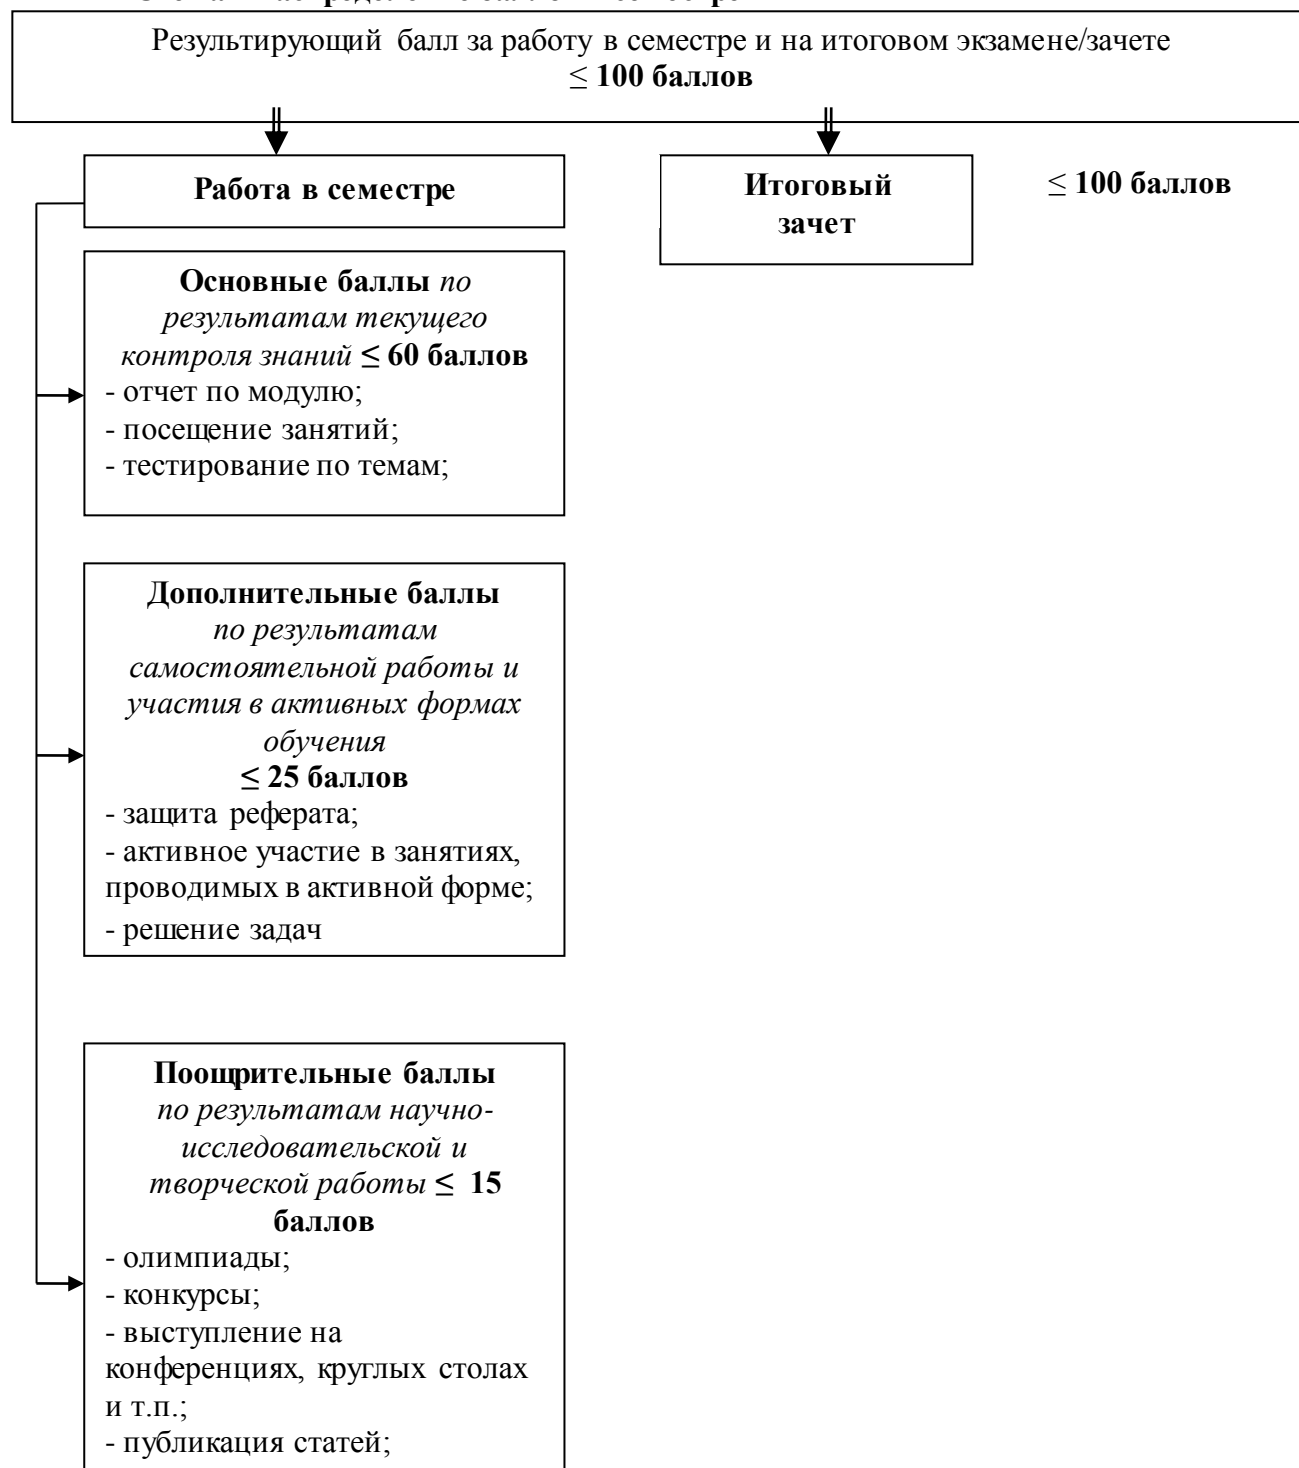 Результирующий балл за работу в семестре и на итоговом экзамене/зачете
≤ 100 баллов
Работа в семестре
Итоговый
зачет
≤ 100 баллов
Основные баллы по
результатам текущего
контроля знаний ≤ 60 баллов
- отчет по модулю;
- посещение занятий;
- тестирование по темам;
Дополнительные баллы
по результатам
самостоятельной работы и
участия в активных формах
обучения
≤ 25 баллов
- защита реферата;
- активное участие в занятиях,
проводимых в активной форме;
- решение задач
Поощрительные баллы
по результатам научно-
исследовательской и
творческой работы ≤ 15
баллов
- олимпиады;
- конкурсы;
- выступление на
конференциях, круглых столах
и т.п.;
- публикация статей;